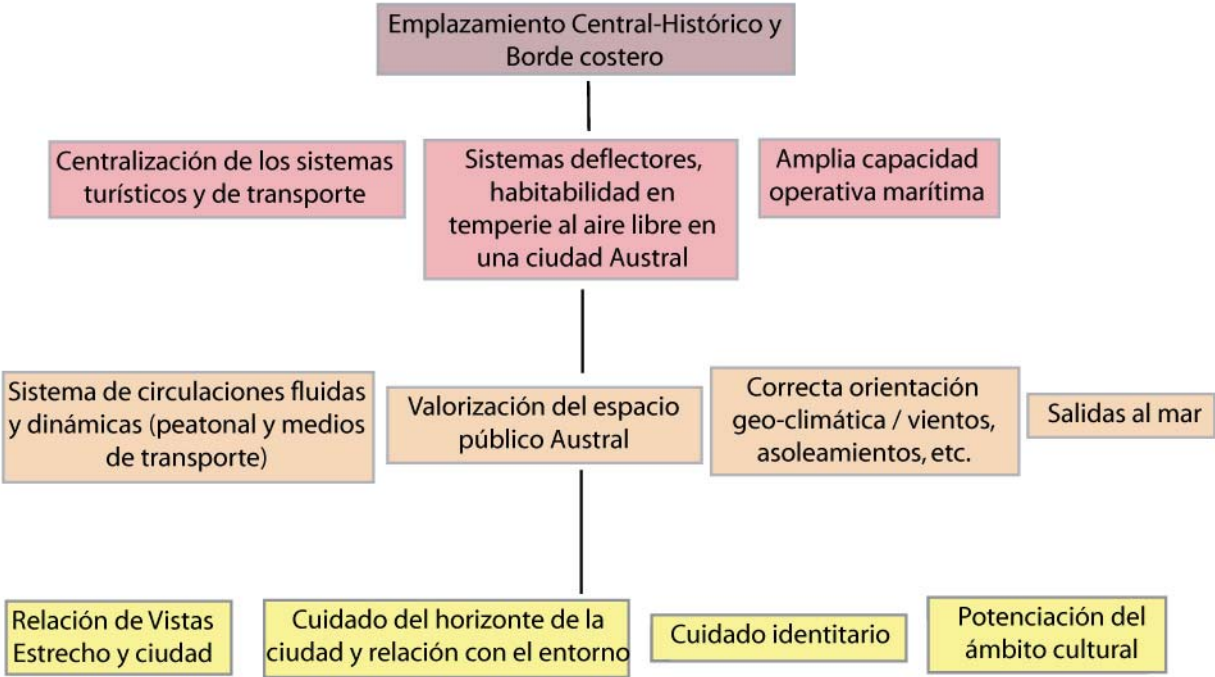 Emplazamiento Central-Histórico y
Borde costero
Centralización de los sistemas
turísticos y de transporte
Sistemas deflectores,
habitabilidad en
temperie al aire libre en
una ciudad Austral
Amplia capacidad
operativa marítima
Sistema de circulaciones fluidas
y dinámicas (peatonal y medios
de transporte)
Valorización del espacio
público Austral
Correcta orientación
geo-climática / vientos,
asoleamientos, etc.
Salidas al mar
Relación de Vistas
Estrecho y ciudad
Cuidado del horizonte de la
ciudad y relación con el entorno
Cuidado identitario
Potenciación del
ámbito cultural